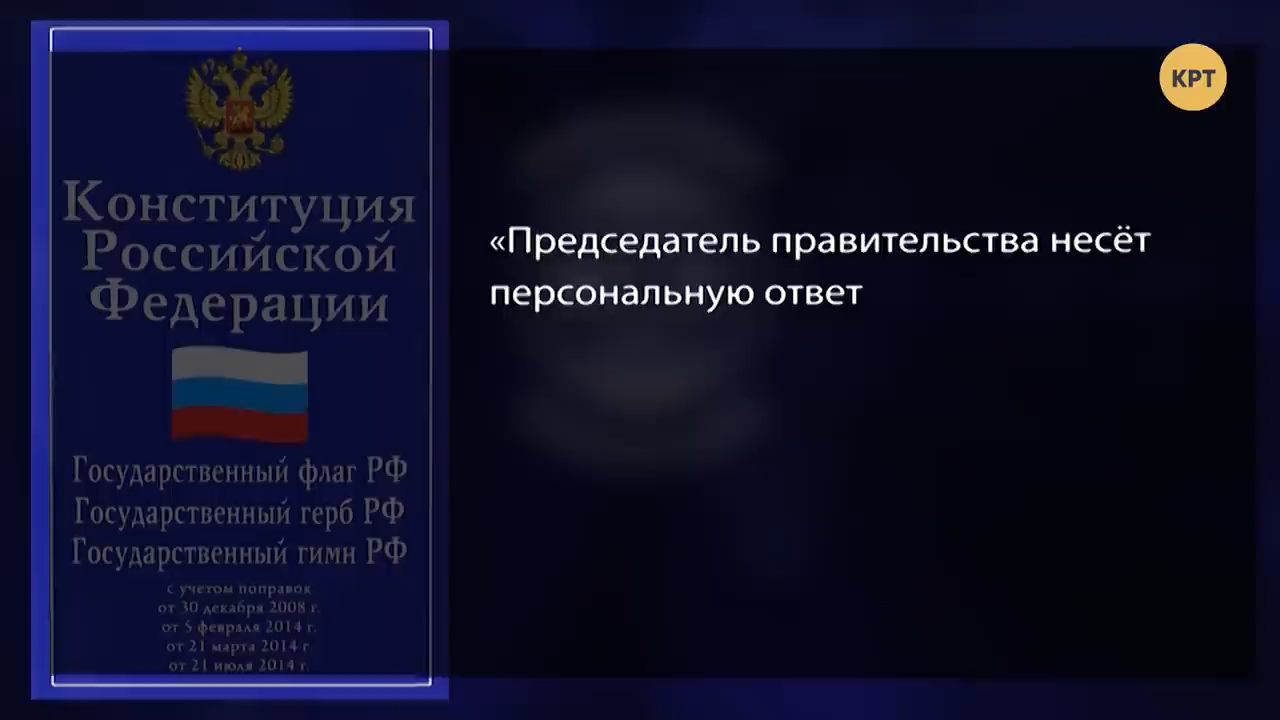 Конституция
Российской
Федерации
Государственный флаг РФ
Государственный герб РФ
Государственный гимн РФ
с учетом поправок
от 30 декабря 2008 г.
от 5 февраля 2014 г.
от 21 марта 2014 г
от 21 июля 2014 г.
«Председатель правительства несёт
персональную ответ
КРТ